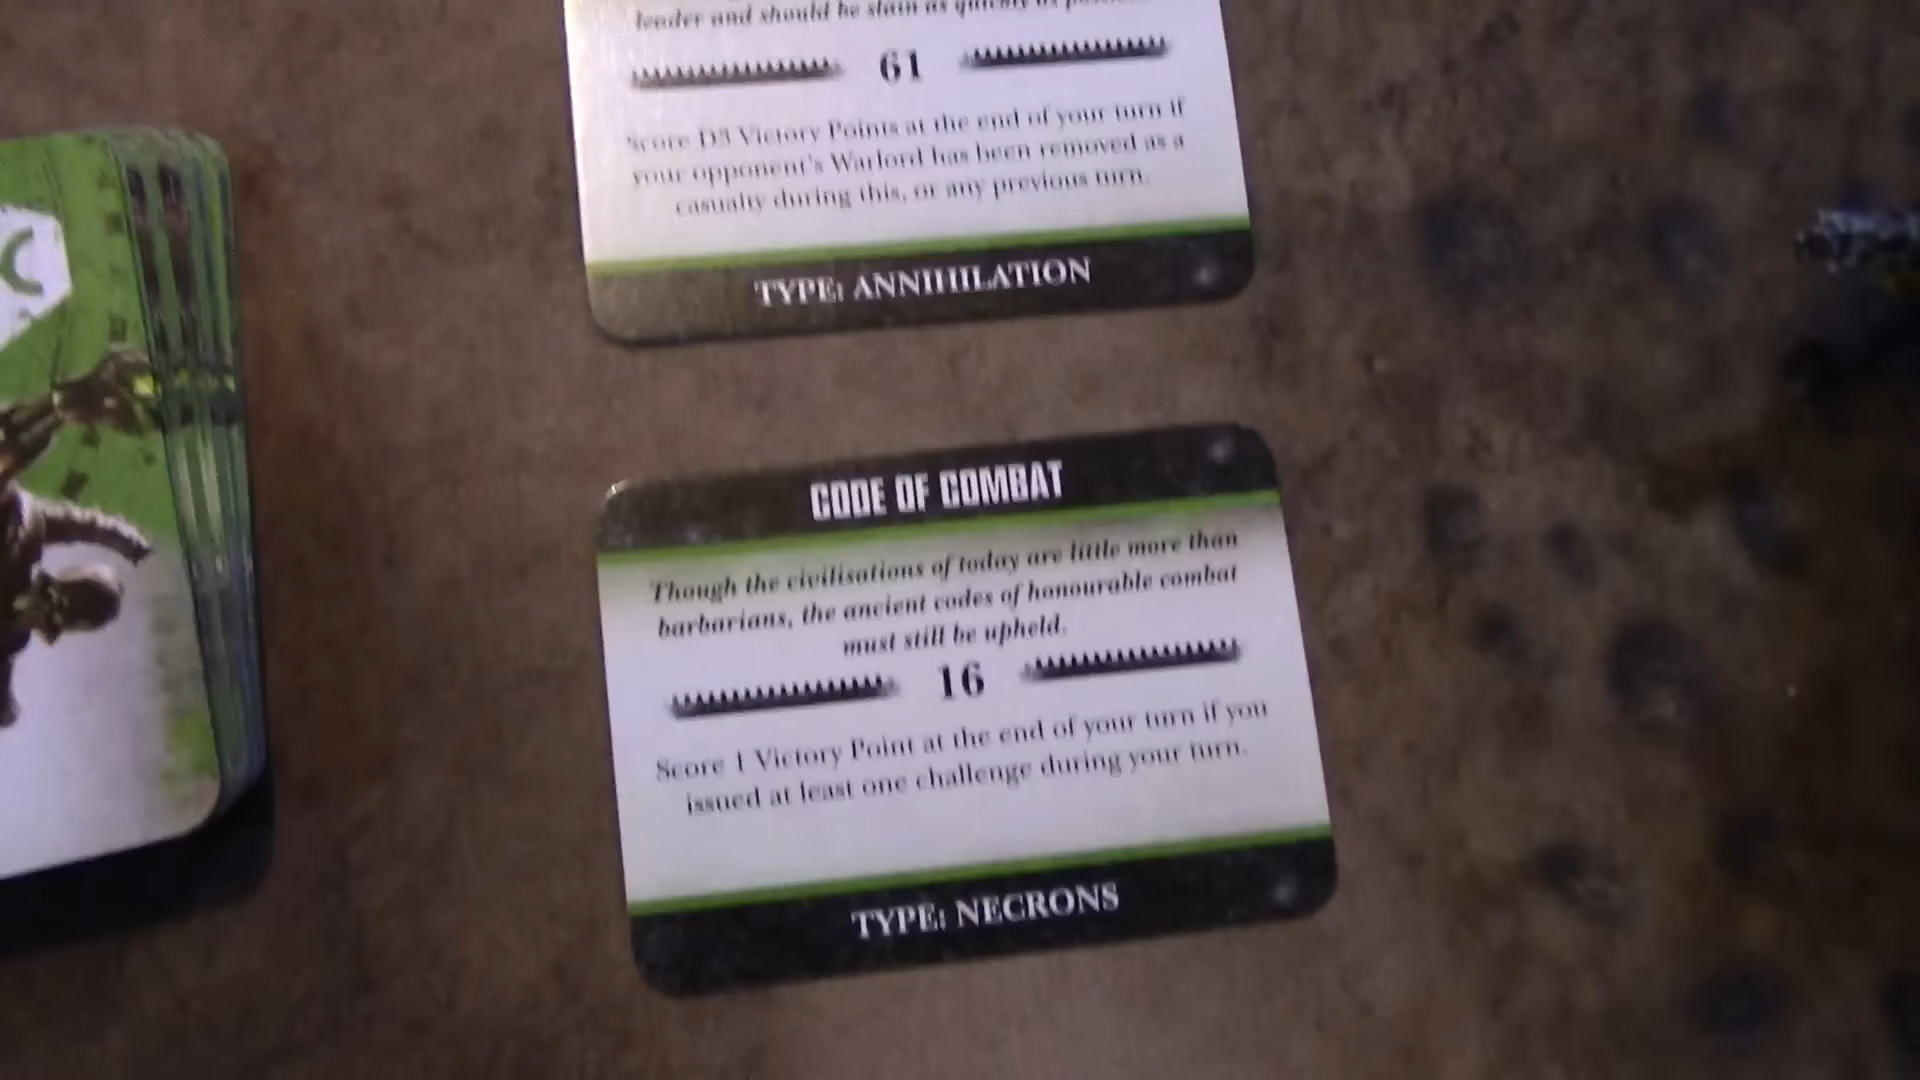 leader and should be slain as quickly as
61
Score D3 Victory Points at the end of your turn if
your opponent's Warlord has been removed as a
casualty during this, or any previous turn.
TYPE: ANNIHILATION
CODE OF COMBAT
Though the civilisations of today are little more than
barbarians, the ancient codes of honourable combat
must still be upheld.
16
Score 1 Victory Point at the end of your turn if you
issued at least one challenge during your turn.
TYPE: NECRONS